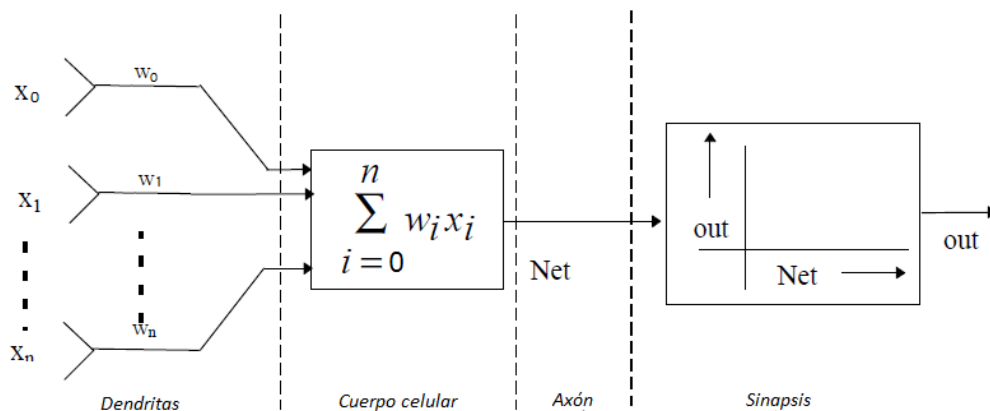 x₀
w₀
x₁
w₁
xₙ
wₙ
n
∑ wᵢxᵢ
i = 0
Net
out
Net
out
Dendritas
Cuerpo celular
Axón
Sinapsis